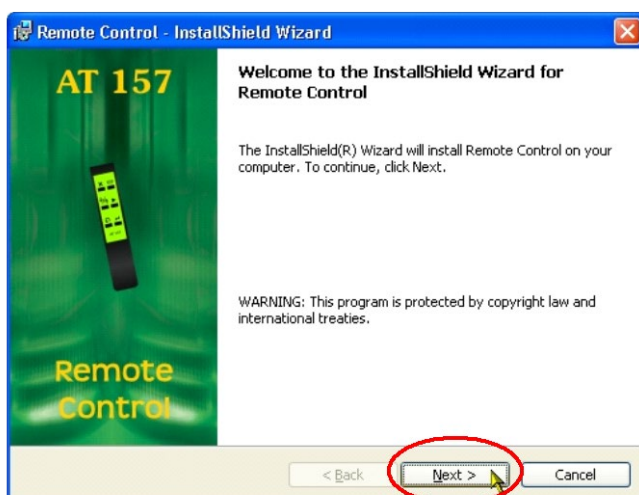 Remote Control - InstallShield Wizard
AT 157
Remote
Control
Welcome to the InstallShield Wizard for
Remote Control
The InstallShield(R) Wizard will install Remote Control on your
computer. To continue, click Next.
WARNING: This program is protected by copyright law and
international treaties.
< Back
Next >
Cancel